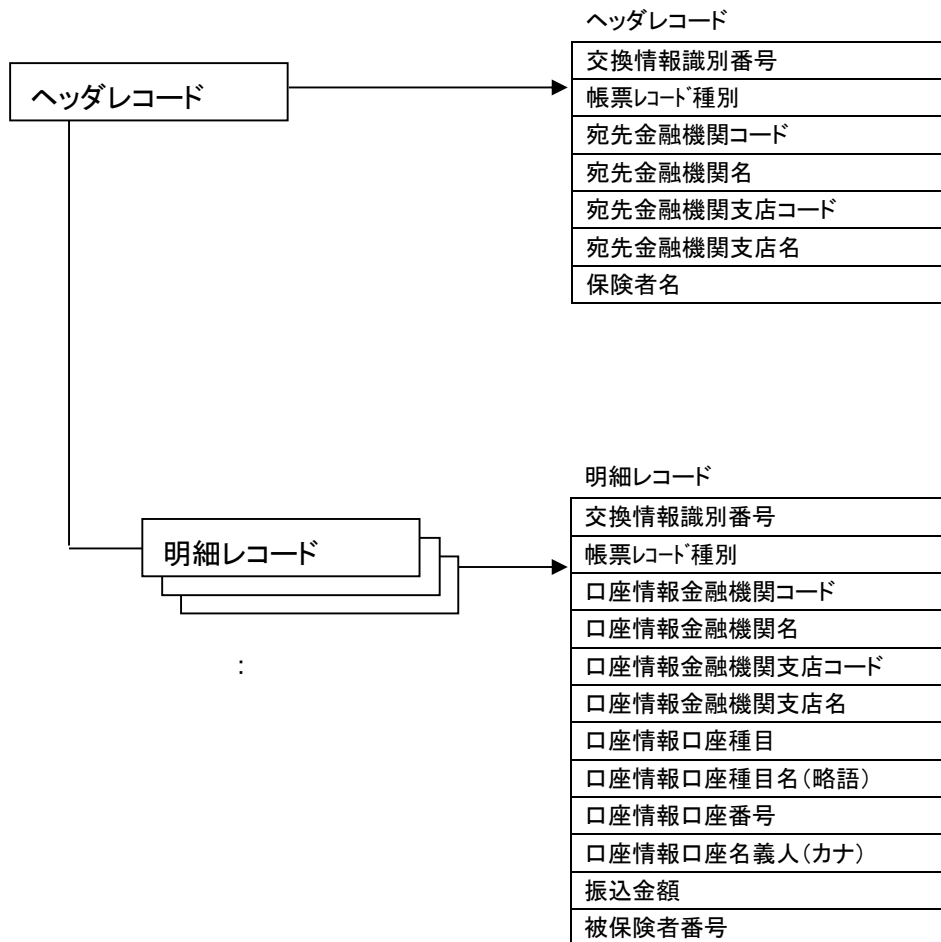 ヘッダレコード
ヘッダレコード
交換情報識別番号
帳票ﾚｺｰﾄﾞ種別
宛先金融機関コード
宛先金融機関名
宛先金融機関支店コード
宛先金融機関支店名
保険者名
明細レコード
:
明細レコード
交換情報識別番号
帳票ﾚｺｰﾄﾞ種別
口座情報金融機関コード
口座情報金融機関名
口座情報金融機関支店コード
口座情報金融機関支店名
口座情報口座種目
口座情報口座種目名（略語）
口座情報口座番号
口座情報口座名義人（カナ）
振込金額
被保険者番号